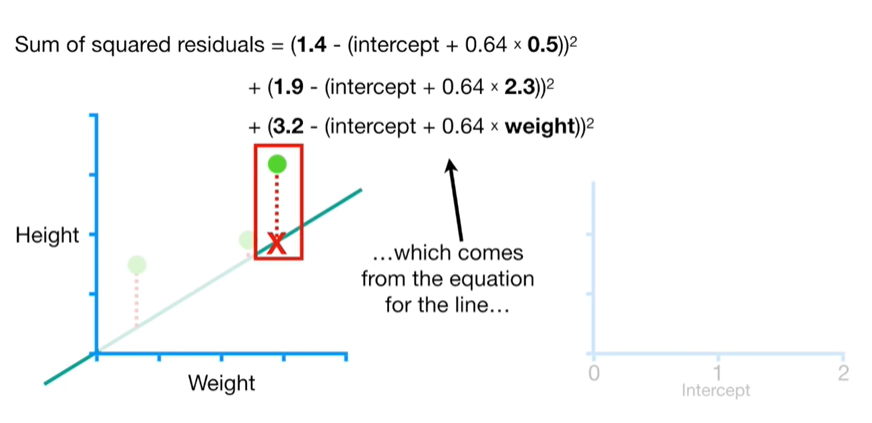 Sum of squared residuals = (1.4 - (intercept + 0.64 × 0.5))²
+ (1.9 - (intercept + 0.64 × 2.3))²
+ (3.2 - (intercept + 0.64 × weight))²
Height
X
...which comes
from the equation
for the line...
Weight
0 1 2
Intercept